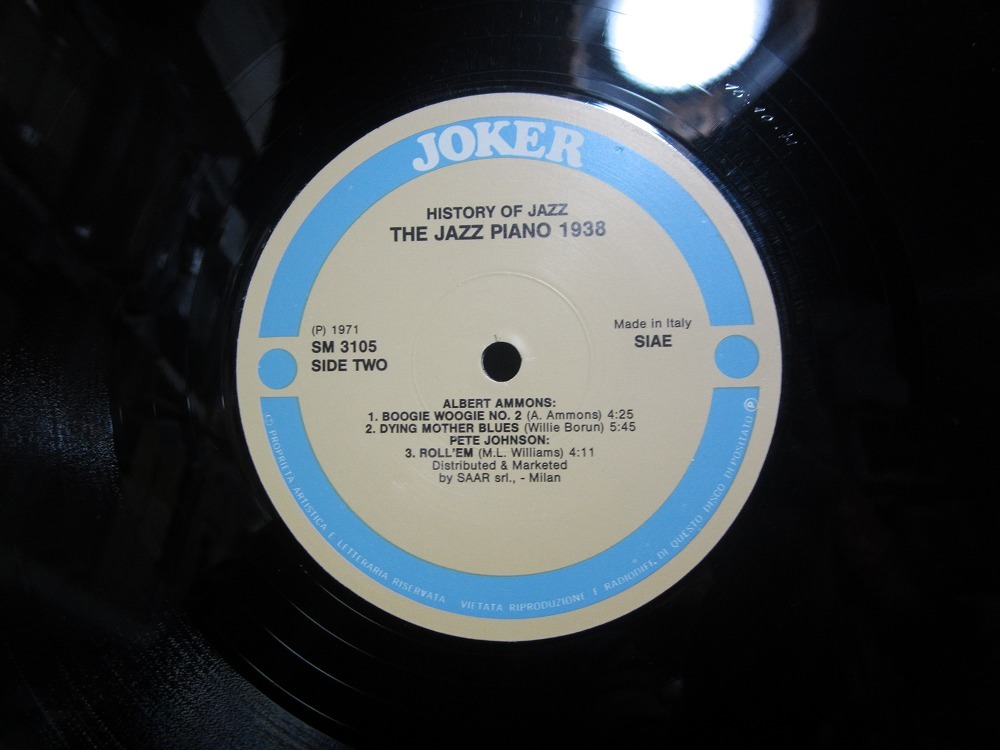 JOKER
HISTORY OF JAZZ
THE JAZZ PIANO 1938
(P) 1971
SM 3105
SIDE TWO
Made in Italy
SIAE
ALBERT AMMONS:
1. BOOGIE WOOGIE NO. 2 (A. Ammons) 4:25
2. DYING MOTHER BLUES (Willie Borun) 5:45
PETE JOHNSON:
3. ROLL'EM (M.L. Williams) 4:11
Distributed & Marketed
by SAAR srl., - Milan
PROPRIETÀ ARTISTICA E LETTERARIA RISERVATA VIETATA RIPRODUZIONE E RADIODIFF. DI QUESTO DISCO DEPOSITATO Ⓟ